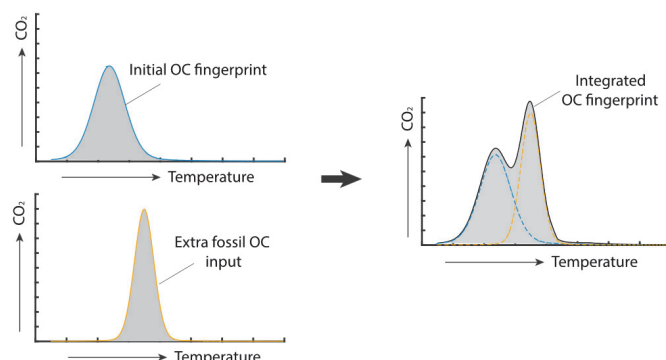 CO₂
Initial OC fingerprint
Temperature
CO₂
Extra fossil OC
input
Temperature
Integrated
OC fingerprint
CO₂
Temperature